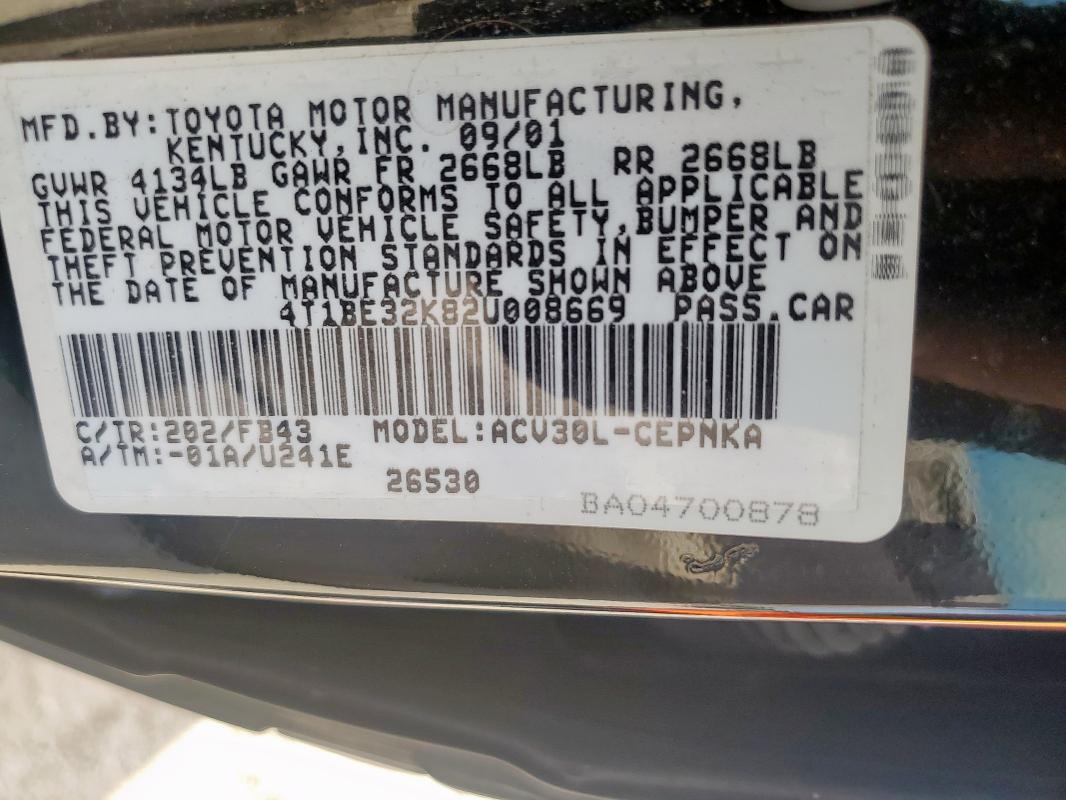 MFD.BY:TOYOTA MOTOR MANUFACTURING,
KENTUCKY,INC. 09/01
GVWR 4134LB GAWR FR 2668LB RR 2668LB
THIS VEHICLE CONFORMS TO ALL APPLICABLE
FEDERAL MOTOR VEHICLE SAFETY,BUMPER AND
THEFT PREVENTION STANDARDS IN EFFECT ON
THE DATE OF MANUFACTURE SHOWN ABOVE
4T1BE32K82U008669 PASS.CAR
C/TR:202/FB43 MODEL:ACV30L-CEPNKA
A/TM:-01A/U241E
26530
BA04700878